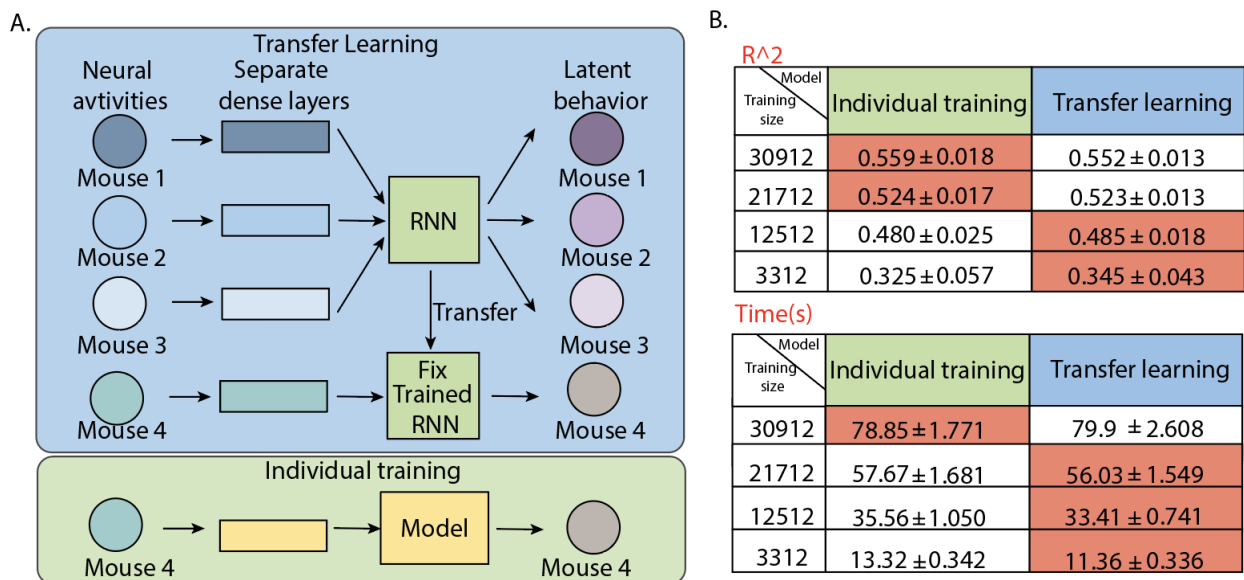 A.
Transfer Learning
Neural
avtivities
Separate
dense layers
Latent
behavior
Mouse 1
Mouse 1
RNN
Mouse 2
Mouse 2
Transfer
Mouse 3
Mouse 3
Fix
Trained
RNN
Mouse 4
Mouse 4
Individual training
Model
Mouse 4
Mouse 4
B.
R^2
Model
Training
size
Individual training
Transfer learning
30912 0.559 ± 0.018 0.552 ± 0.013
21712 0.524 ± 0.017 0.523 ± 0.013
12512 0.480 ± 0.025 0.485 ± 0.018
3312 0.325 ± 0.057 0.345 ± 0.043
Time(s)
Model
Training
size
Individual training
Transfer learning
30912 78.85 ± 1.771 79.9 ± 2.608
21712 57.67 ± 1.681 56.03 ± 1.549
12512 35.56 ± 1.050 33.41 ± 0.741
3312 13.32 ± 0.342 11.36 ± 0.336